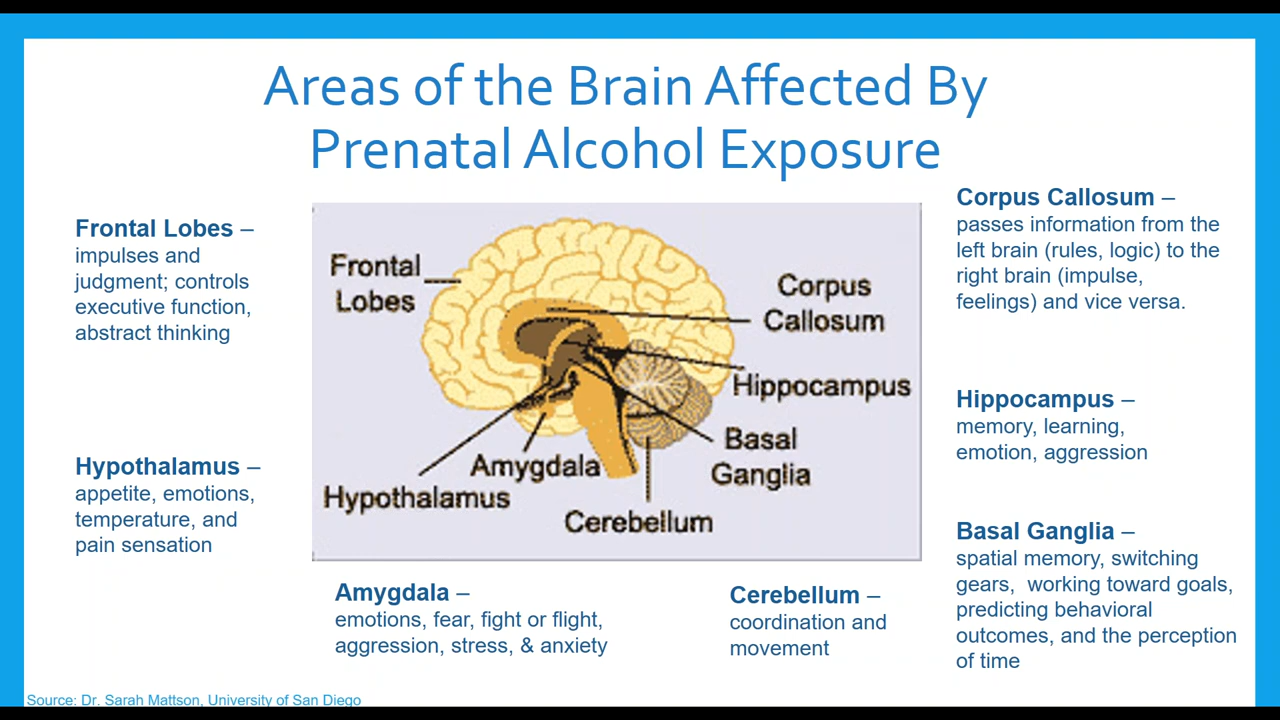 Areas of the Brain Affected By
Prenatal Alcohol Exposure
Frontal Lobes –
impulses and
judgment; controls
executive function,
abstract thinking
Hypothalamus –
appetite, emotions,
temperature, and
pain sensation
Frontal
Lobes
Corpus
Callosum
Hippocampus
Basal
Ganglia
Amygdala
Hypothalamus
Cerebellum
Corpus Callosum –
passes information from the
left brain (rules, logic) to the
right brain (impulse,
feelings) and vice versa.
Hippocampus –
memory, learning,
emotion, aggression
Basal Ganglia –
spatial memory, switching
gears,  working toward goals,
predicting behavioral
outcomes, and the perception
of time
Amygdala –
emotions, fear, fight or flight,
aggression, stress, & anxiety
Cerebellum –
coordination and
movement
Source: Dr. Sarah Mattson, University of San Diego